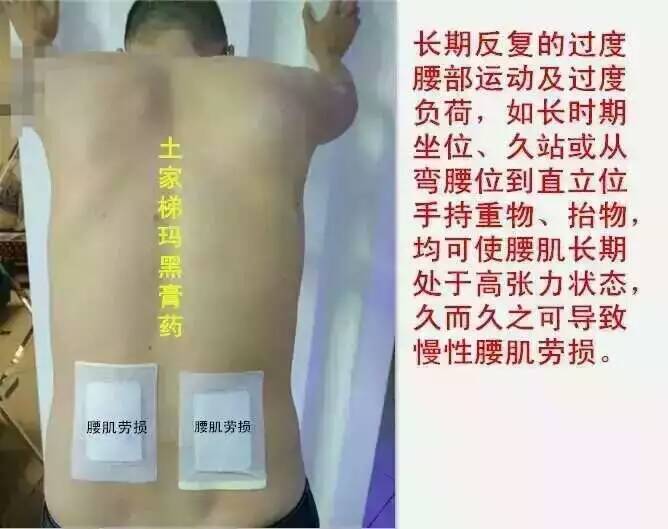 土家梯玛黑膏药
腰肌劳损
腰肌劳损
长期反复的过度
腰部运动及过度
负荷，如长时期
坐位、久站或从
弯腰位到直立位
手持重物、抬物，
均可使腰肌长期
处于高张力状态，
久而久之可导致
慢性腰肌劳损。